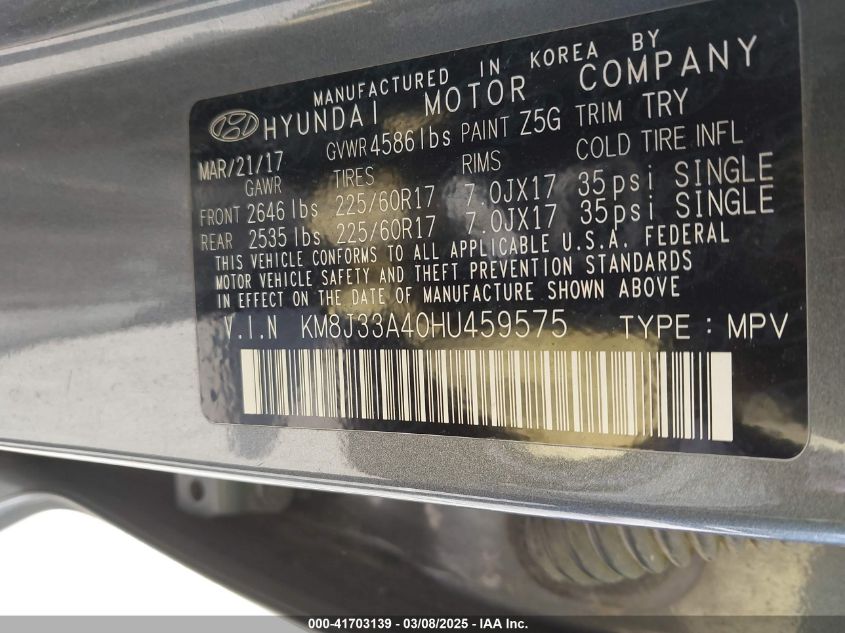 MANUFACTURED IN KOREA BY
HYUNDAI MOTOR COMPANY
MAR/21/17 GVWR 4586lbs PAINT Z5G TRIM TRY
GAWR TIRES RIMS COLD TIRE INFL
FRONT 2646 lbs 225/60R17 7.0JX17 35psi SINGLE
REAR 2535 lbs 225/60R17 7.0JX17 35psi SINGLE
THIS VEHICLE CONFORMS TO ALL APPLICABLE U.S.A. FEDERAL
MOTOR VEHICLE SAFETY AND THEFT PREVENTION STANDARDS
IN EFFECT ON THE DATE OF MANUFACTURE SHOWN ABOVE
V.I.N KM8J33A40HU459575 TYPE : MPV
000-41703139 - 03/08/2025 - IAA Inc.